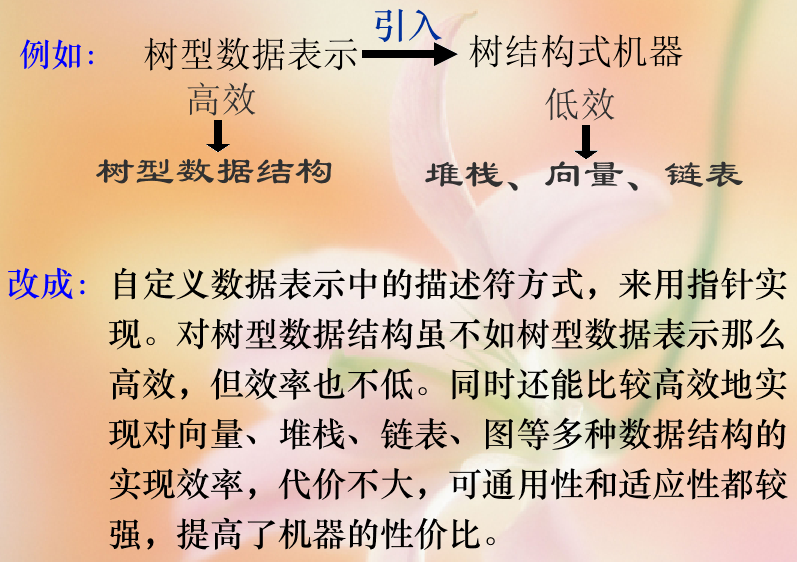 引入
例如： 树型数据表示 树结构式机器
高效 低效
树型数据结构 堆栈、向量、链表
改成：自定义数据表示中的描述符方式，来用指针实
现。对树型数据结构虽不如树型数据表示那么
高效，但效率也不低。同时还能比较高效地实
现对向量、堆栈、链表、图等多种数据结构的
实现效率，代价不大，可通用性和适应性都较
强，提高了机器的性价比。